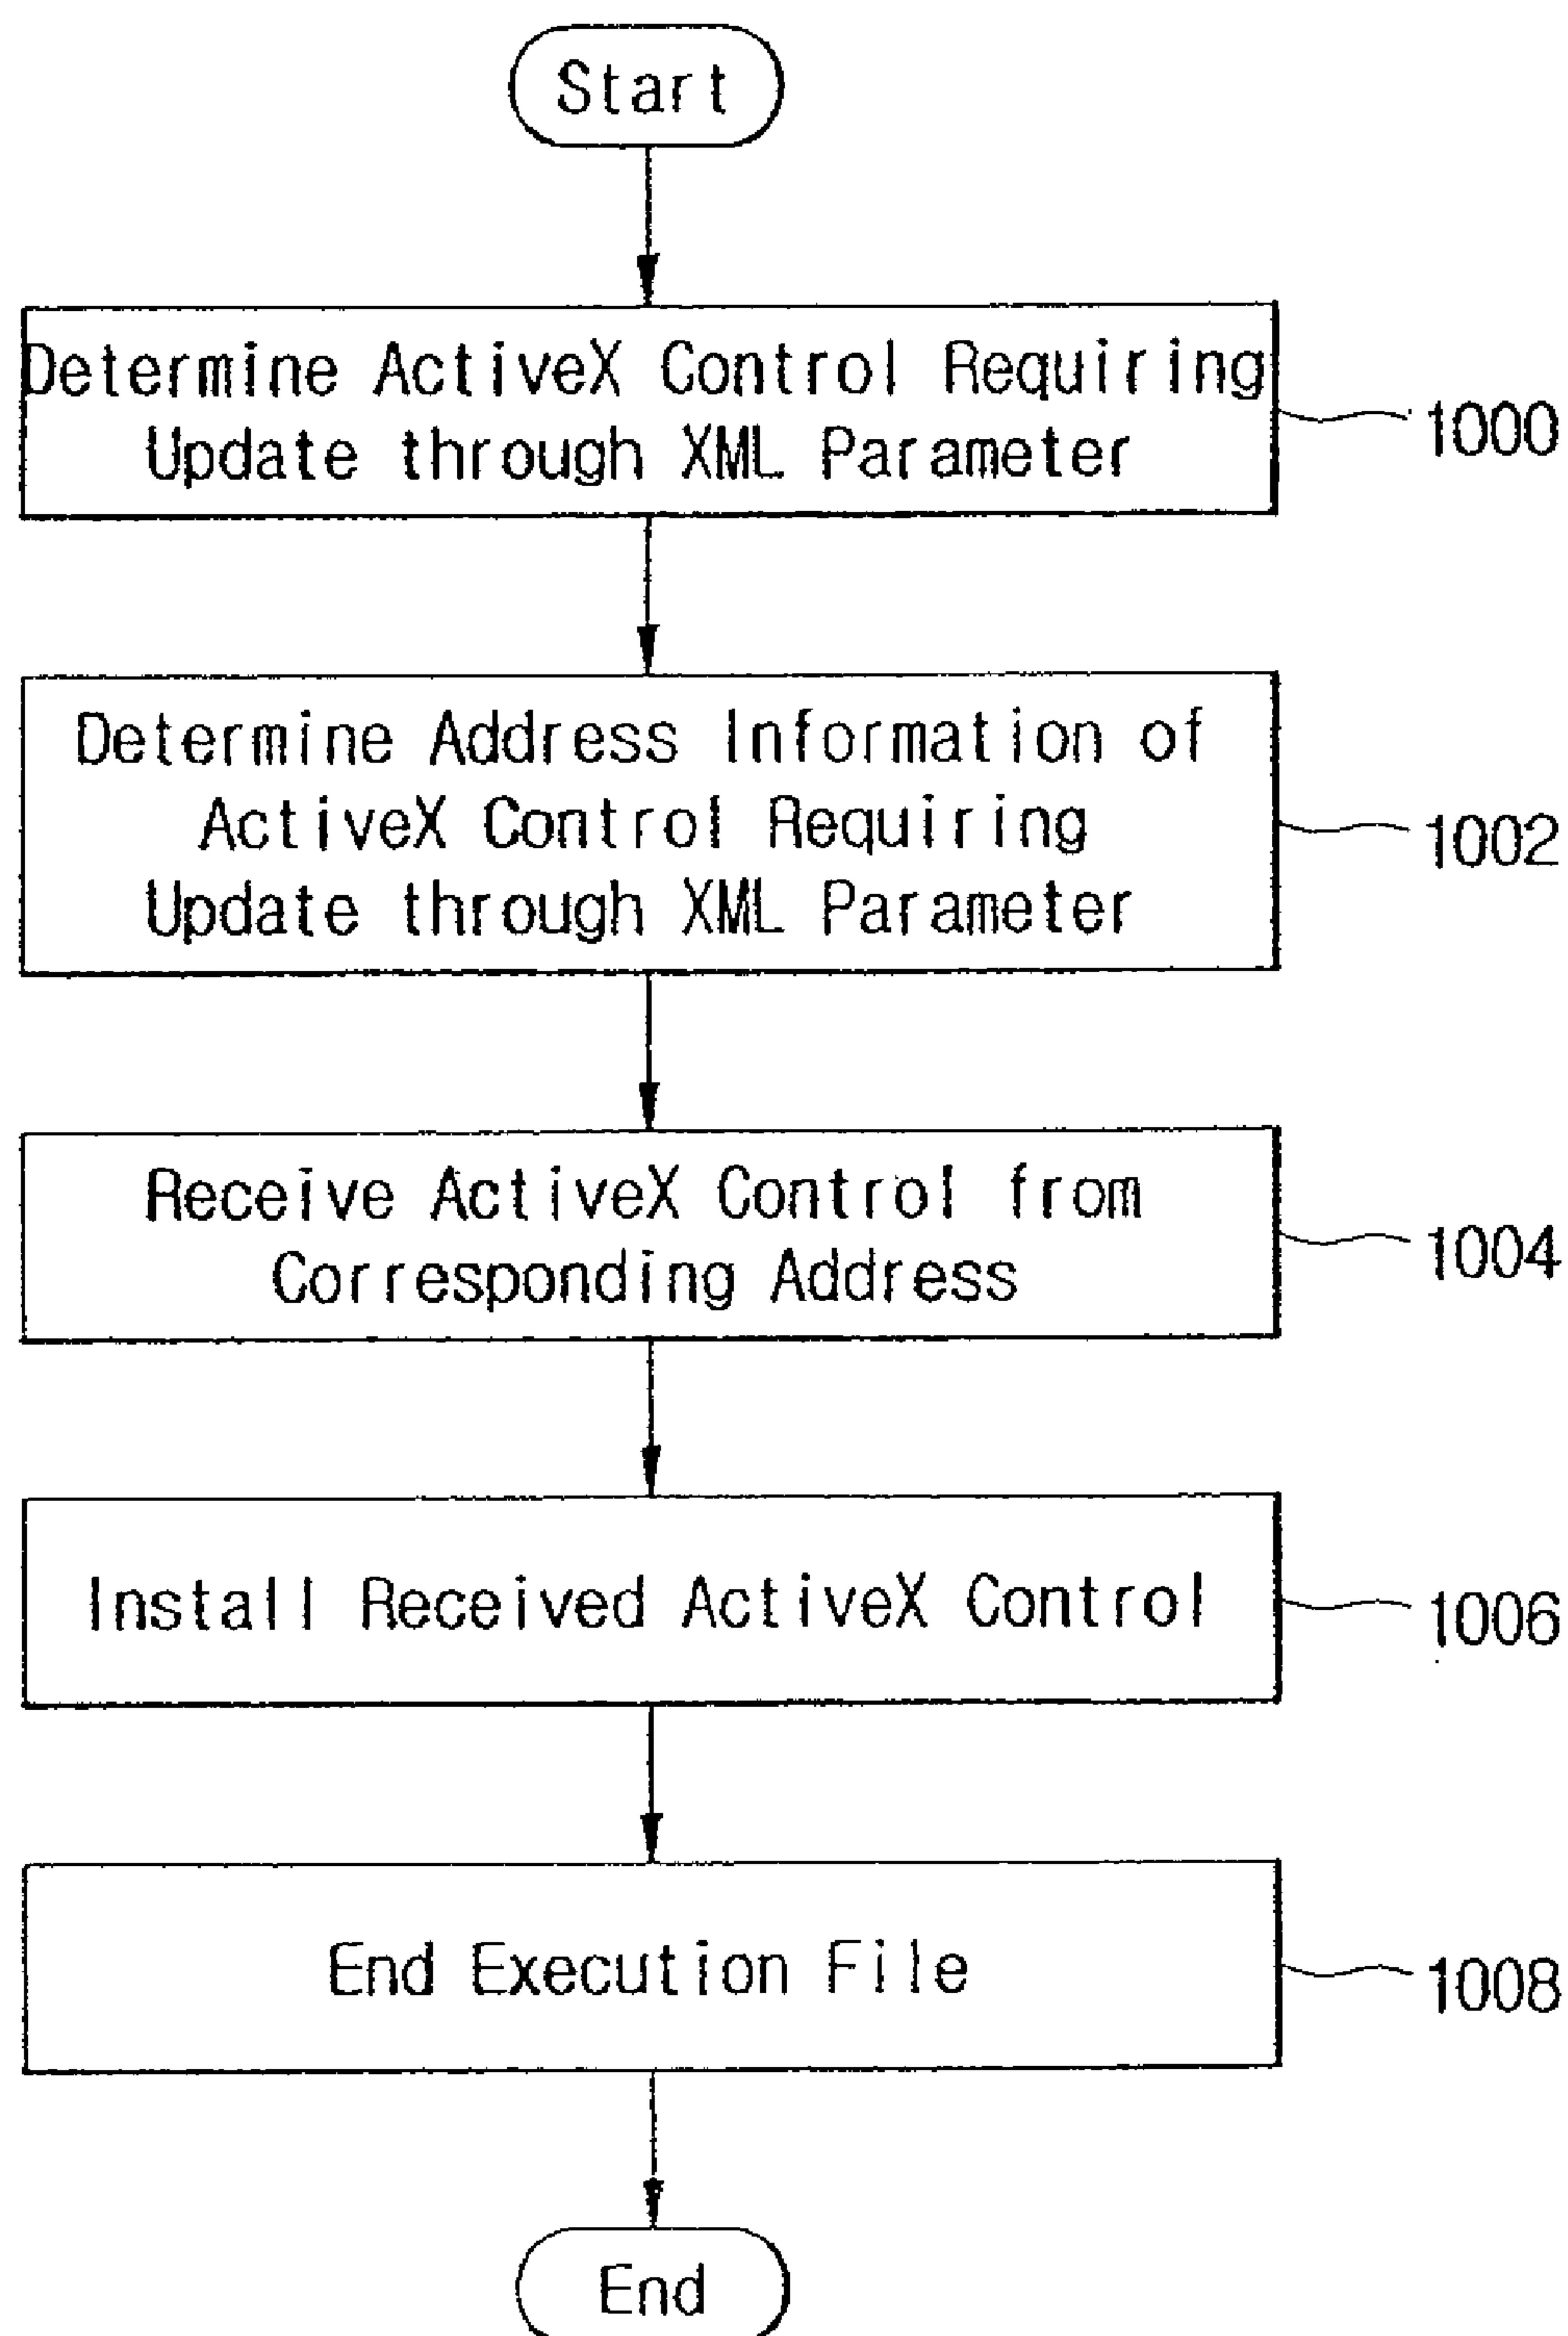 Start
Determine ActiveX Control Requiring
Update through XML Parameter
1000
Determine Address Information of
ActiveX Control Requiring
Update through XML Parameter
1002
Receive ActiveX Control from
Corresponding Address
1004
Install Received ActiveX Control
1006
End Execution File
1008
End